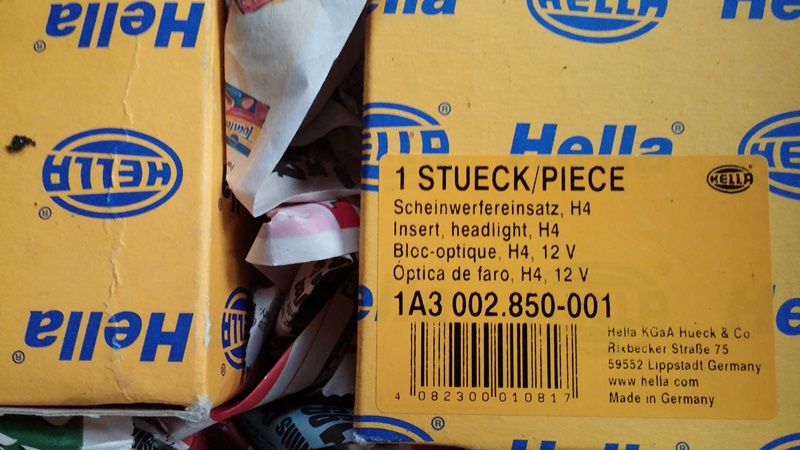 Hella
HELLA
Hella
HELLA
HELLA
HELLA
Hella
1 STUECK/PIECE
HELLA
Scheinwerfereinsatz, H4
Insert, headlight, H4
Bloc-optique, H4, 12 V
Óptica de faro, H4, 12 V
1A3 002.850-001
4 082300 010817
Hella KGaA Hueck & Co
Rixbecker Straße 75
59552 Lippstadt Germany
www hella com
Made in Germany